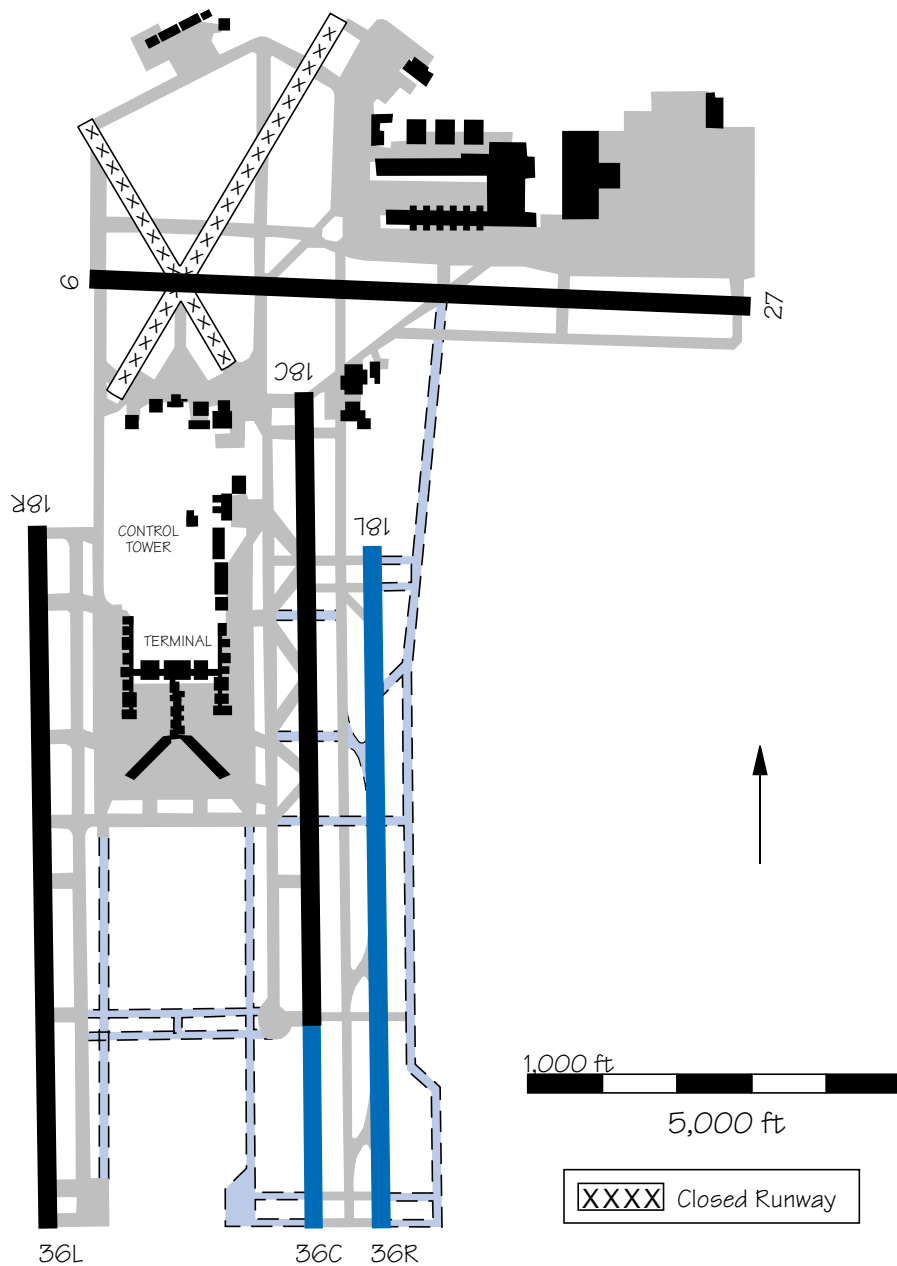 9
27
18C
18R
18L
CONTROL
TOWER
TERMINAL
1,000 ft
5,000 ft
XXXX Closed Runway
36L
36C
36R